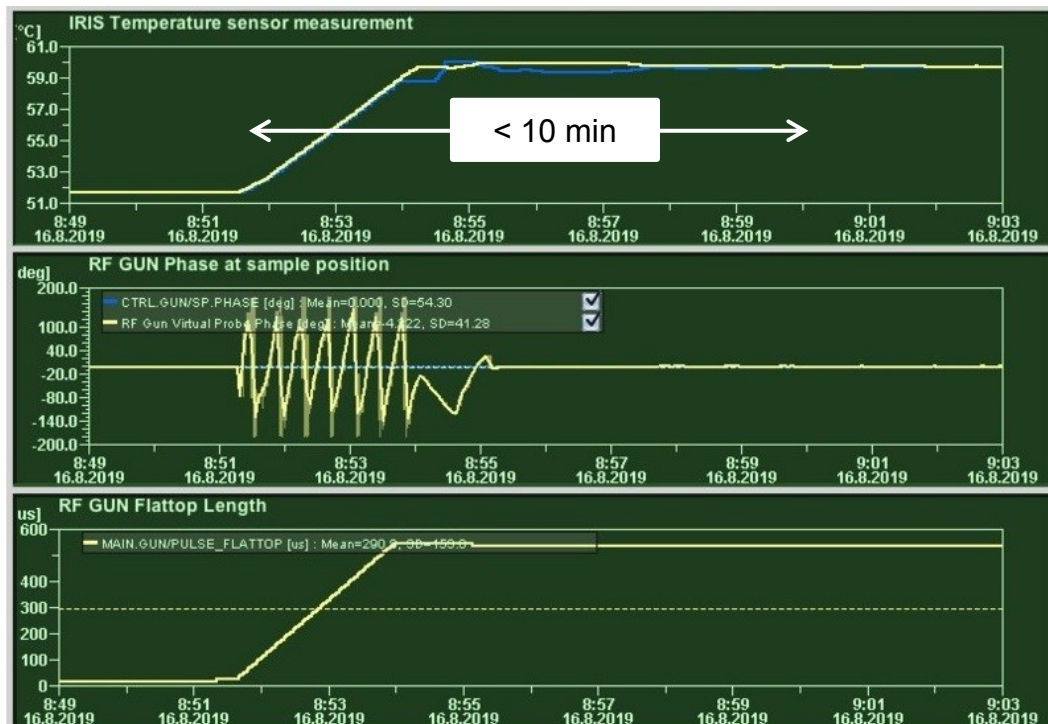 IRIS Temperature sensor measurement
[°C]
61.0
59.0
57.0
55.0
53.0
51.0
< 10 min
8:49 8:51 8:53 8:55 8:57 8:59 9:01 9:03
16.8.2019 16.8.2019 16.8.2019 16.8.2019 16.8.2019 16.8.2019 16.8.2019 16.8.2019
RF GUN Phase at sample position
deg]
200.0
100.0
40.0
-20.0
-80.0
-140.0
-200.0
CTRL.GUN/SP.PHASE [deg] : Mean=0.000, SD=54.30
RF Gun Virtual Probe Phase [deg] : Mean=-4.222, SD=41.28
8:49 8:51 8:53 8:55 8:57 8:59 9:01 9:03
16.8.2019 16.8.2019 16.8.2019 16.8.2019 16.8.2019 16.8.2019 16.8.2019 16.8.2019
RF GUN Flattop Length
us]
600
400
300
200
100
0
MAIN.GUN/PULSE_FLATTOP [us] : Mean=290.8, SD=159.0
8:49 8:51 8:53 8:55 8:57 8:59 9:01 9:03
16.8.2019 16.8.2019 16.8.2019 16.8.2019 16.8.2019 16.8.2019 16.8.2019 16.8.2019